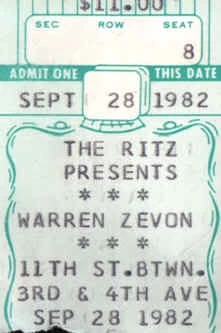 $11.00
SEC ROW SEAT
8
ADMIT ONE THIS DATE
SEPT 28 1982
THE RITZ
PRESENTS
* * *
WARREN ZEVON
* * *
11TH ST.BTWN.
3RD & 4TH AVE
SEP 28 1982